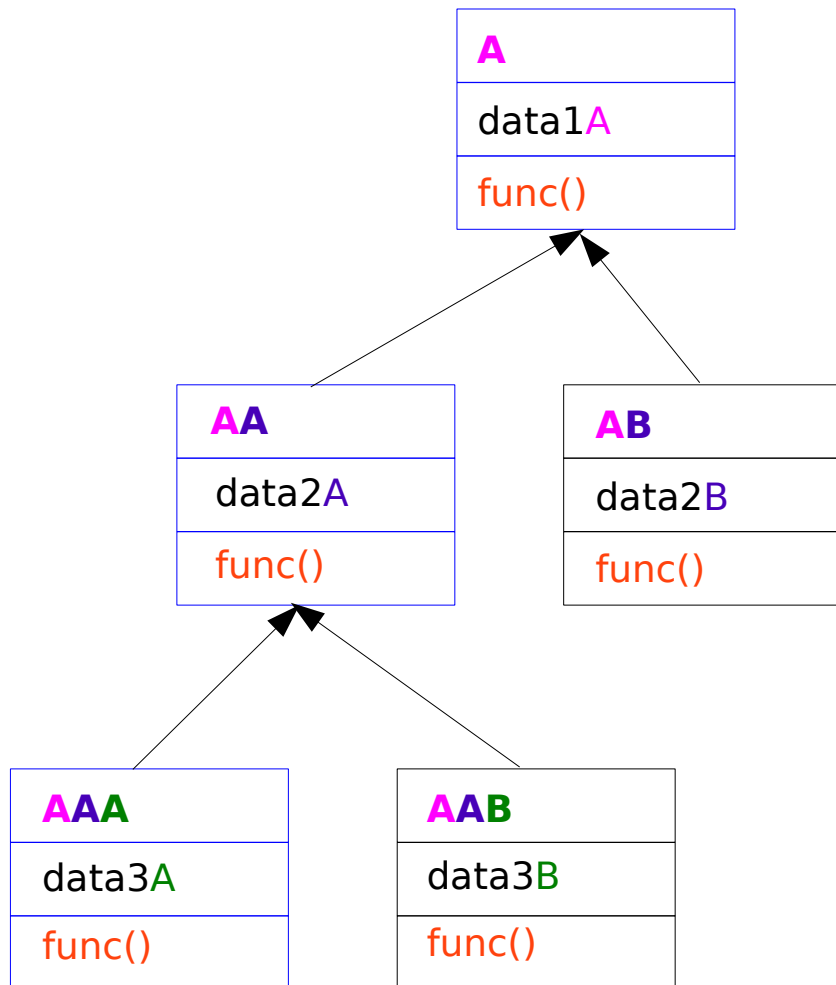 A
data1A
func()
AA
data2A
func()
AB
data2B
func()
AAA
data3A
func()
AAB
data3B
func()